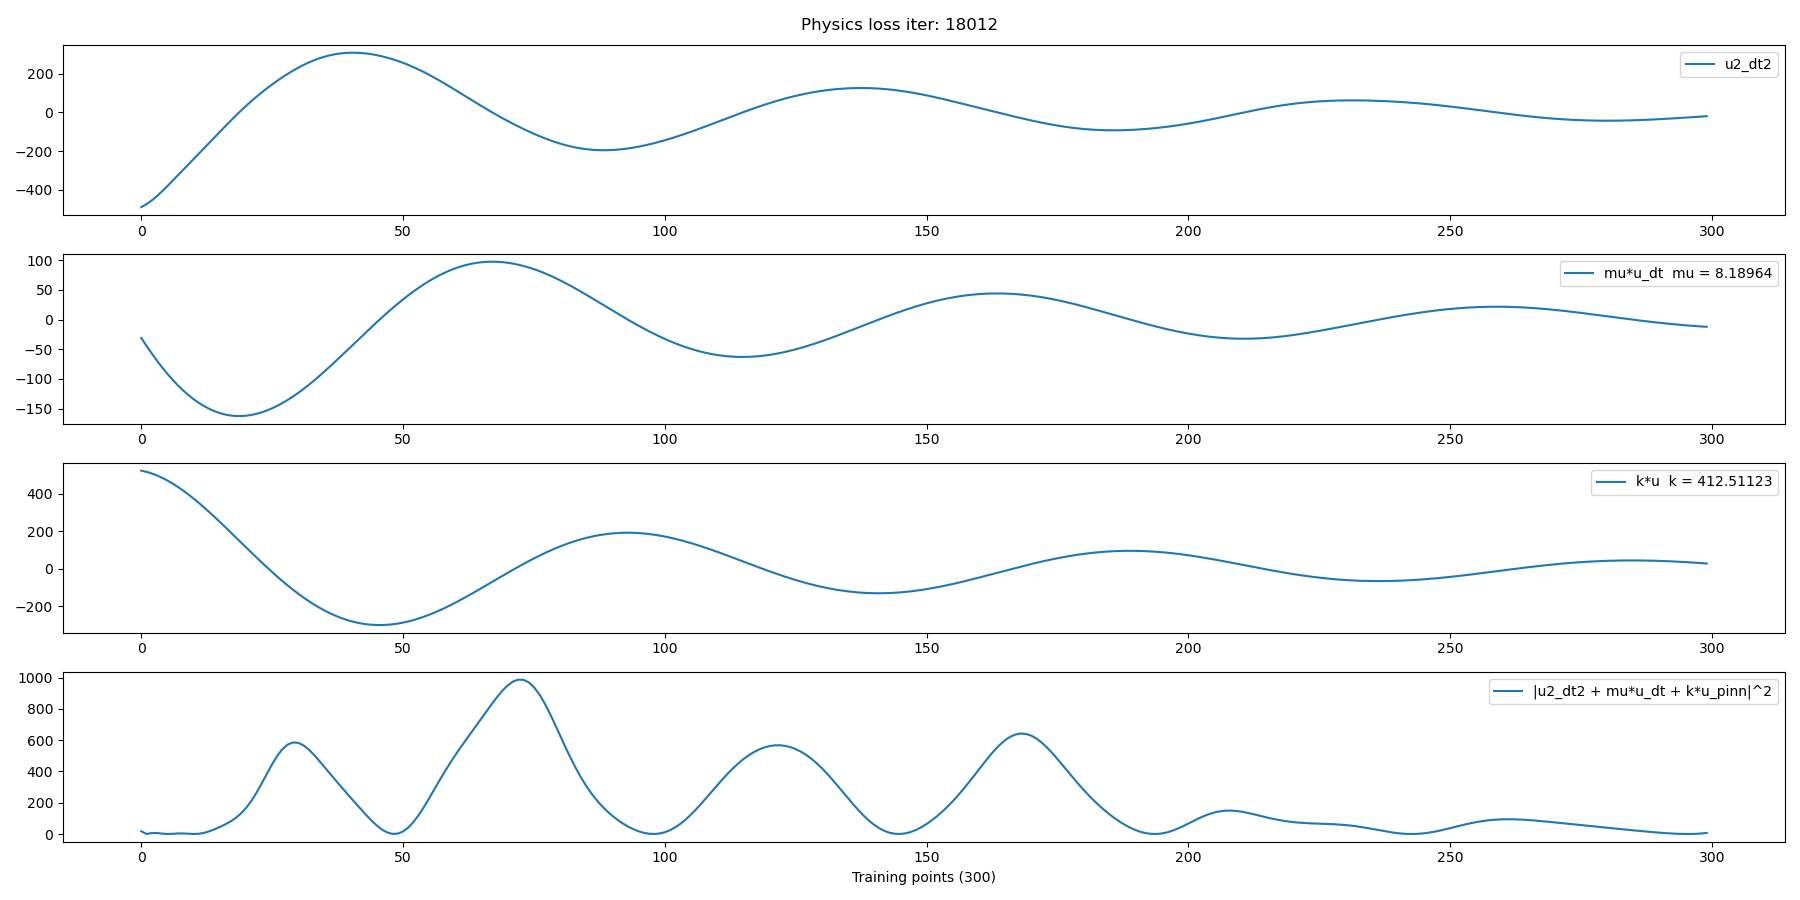 Physics loss iter: 18012
200
0
−200
−400
u2_dt2
0 50 100 150 200 250 300
100
50
0
−50
−100
−150
mu*u_dt  mu = 8.18964
0 50 100 150 200 250 300
400
200
0
−200
k*u  k = 412.51123
0 50 100 150 200 250 300
1000
800
600
400
200
0
|u2_dt2 + mu*u_dt + k*u_pinn|^2
0 50 100 150 200 250 300
Training points (300)